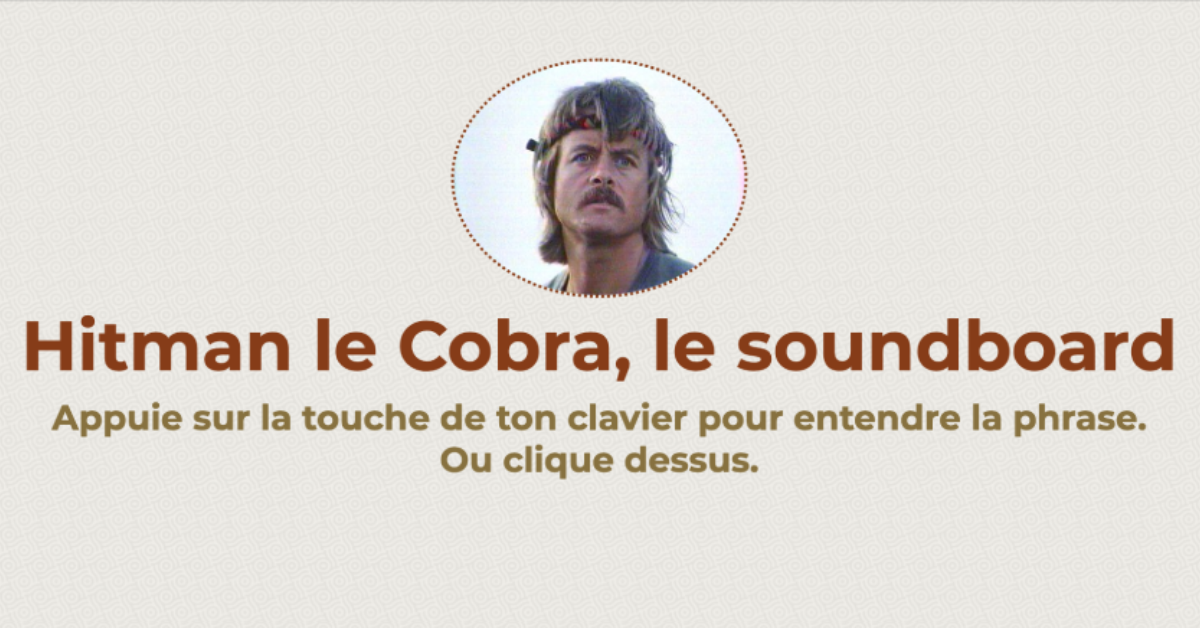 Hitman le Cobra, le soundboard
Appuie sur la touche de ton clavier pour entendre la phrase.
Ou clique dessus.